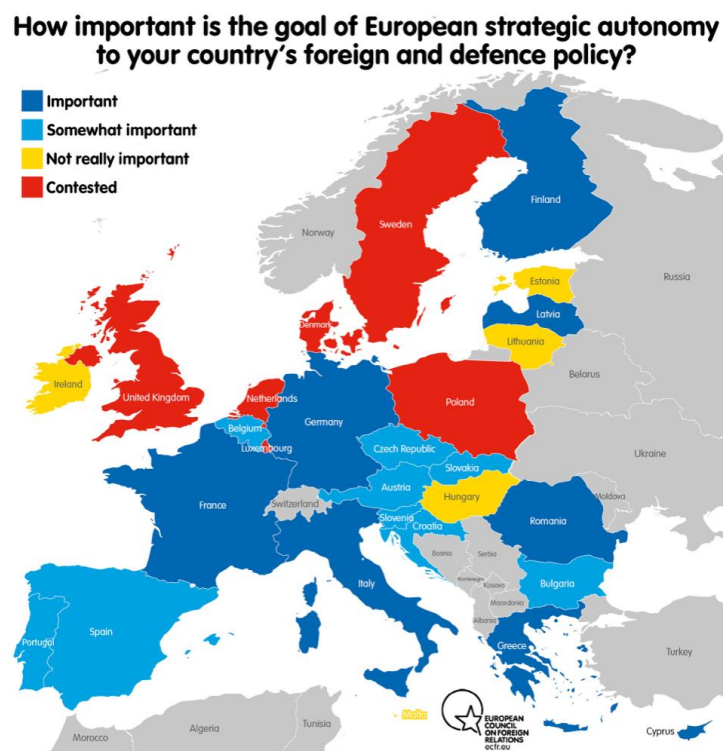 How important is the goal of European strategic autonomy
to your country's foreign and defence policy?
Important
Somewhat important
Not really important
Contested
Finland
Norway
Sweden
Russia
Estonia
Latvia
Denmark
Lithuania
Ireland
United Kingdom
Netherlands
Poland
Belarus
Belgium
Germany
Luxembourg
Czech Republic
Ukraine
Slovakia
Austria
Hungary
Moldova
France
Switzerland
Slovenia
Croatia
Romania
Bosnia
Serbia
Italy
Montenegro
Kosovo
Bulgaria
Macedonia
Albania
Portugal
Spain
Greece
Turkey
Malta
EUROPEAN
COUNCIL
ON FOREIGN
RELATIONS
ecfr.eu
Cyprus
Morocco
Algeria
Tunisia